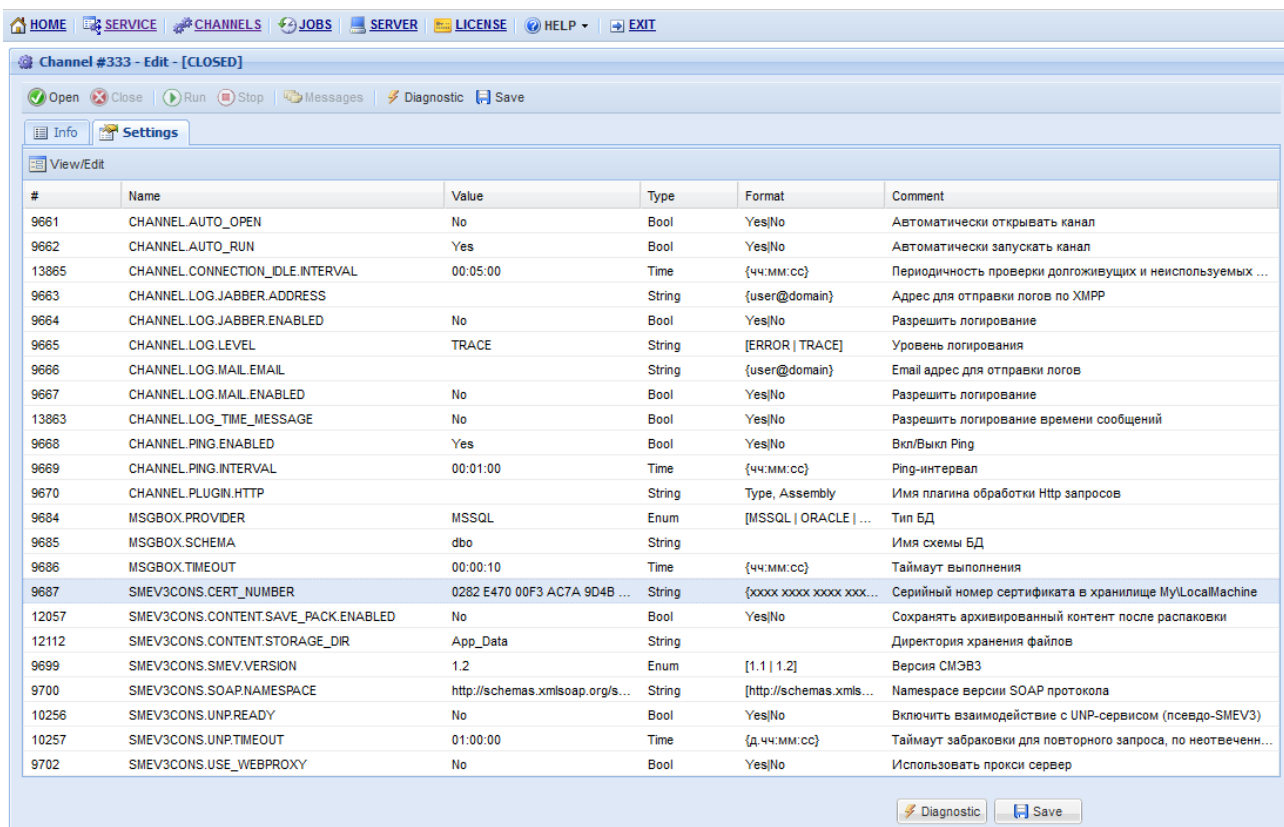 HOME SERVICE CHANNELS JOBS SERVER LICENSE HELP EXIT
Channel #333 - Edit - [CLOSED]
Open Close Run Stop Messages Diagnostic Save
Info Settings
View/Edit
# Name Value Type Format Comment
9661 CHANNEL.AUTO_OPEN No Bool Yes|No Автоматически открывать канал
9662 CHANNEL.AUTO_RUN Yes Bool Yes|No Автоматически запускать канал
13865 CHANNEL.CONNECTION_IDLE.INTERVAL 00:05:00 Time {чч:мм:сс} Периодичность проверки долгоживущих и неиспользуемых ...
9663 CHANNEL.LOG.JABBER.ADDRESS String {user@domain} Адрес для отправки логов по XMPP
9664 CHANNEL.LOG.JABBER.ENABLED No Bool Yes|No Разрешить логирование
9665 CHANNEL.LOG.LEVEL TRACE String [ERROR | TRACE] Уровень логирования
9666 CHANNEL.LOG.MAIL.EMAIL String {user@domain} Email адрес для отправки логов
9667 CHANNEL.LOG.MAIL.ENABLED No Bool Yes|No Разрешить логирование
13863 CHANNEL.LOG_TIME_MESSAGE No Bool Yes|No Разрешить логирование времени сообщений
9668 CHANNEL.PING.ENABLED Yes Bool Yes|No Вкл/Выкл Ping
9669 CHANNEL.PING.INTERVAL 00:01:00 Time {чч:мм:сс} Ping-интервал
9670 CHANNEL.PLUGIN.HTTP String Type, Assembly Имя плагина обработки Http запросов
9684 MSGBOX.PROVIDER MSSQL Enum [MSSQL | ORACLE | ... Тип БД
9685 MSGBOX.SCHEMA dbo String Имя схемы БД
9686 MSGBOX.TIMEOUT 00:00:10 Time {чч:мм:сс} Таймаут выполнения
9687 SMEV3CONS.CERT_NUMBER 0282 E470 00F3 AC7A 9D4B ... String {xxxx xxxx xxxx xxx... Серийный номер сертификата в хранилище My\LocalMachine
12057 SMEV3CONS.CONTENT.SAVE_PACK.ENABLED No Bool Yes|No Сохранять архивированный контент после распаковки
12112 SMEV3CONS.CONTENT.STORAGE_DIR App_Data String Директория хранения файлов
9699 SMEV3CONS.SMEV.VERSION 1.2 Enum [1.1 | 1.2] Версия СМЭВ3
9700 SMEV3CONS.SOAP.NAMESPACE http://schemas.xmlsoap.org/s... String [http://schemas.xmls... Namespace версии SOAP протокола
10256 SMEV3CONS.UNP.READY No Bool Yes|No Включить взаимодействие с UNP-сервисом (псевдо-SMEV3)
10257 SMEV3CONS.UNP.TIMEOUT 01:00:00 Time {д.чч:мм:сс} Таймаут забраковки для повторного запроса, по неотвеченн...
9702 SMEV3CONS.USE_WEBPROXY No Bool Yes|No Использовать прокси сервер
Diagnostic Save